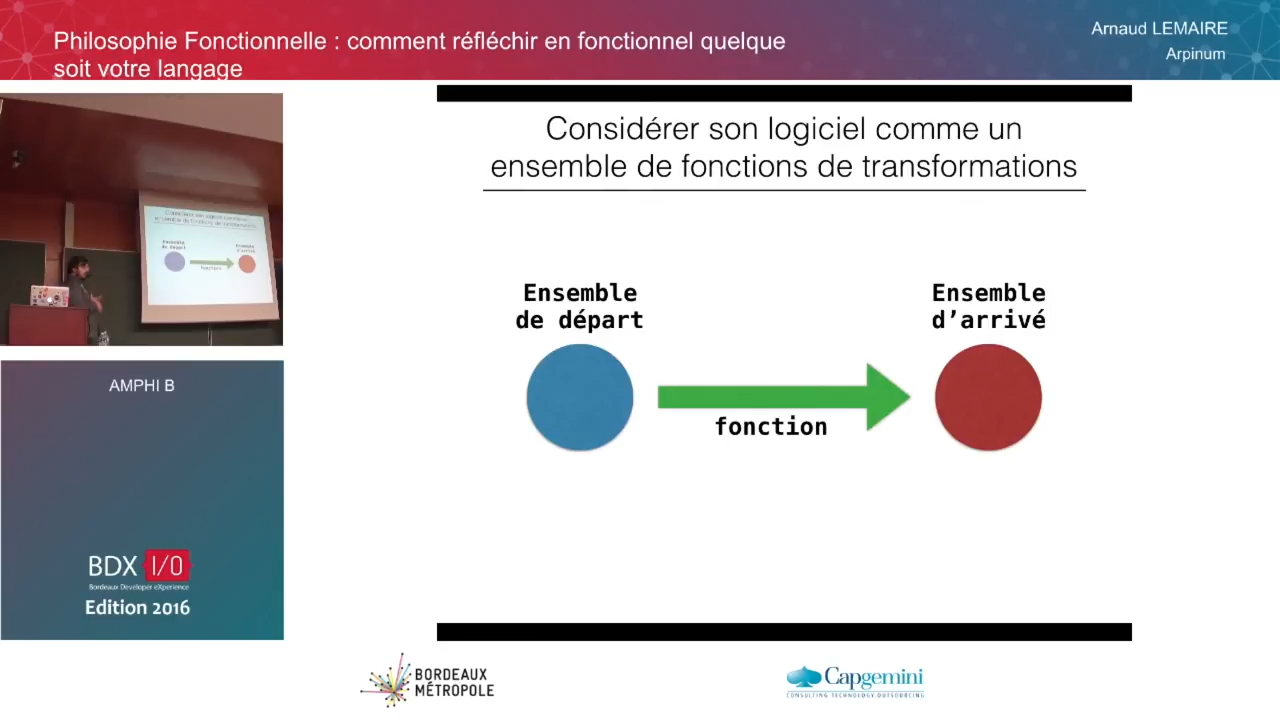 Philosophie Fonctionnelle : comment réfléchir en fonctionnel quelque
soit votre langage
Arnaud LEMAIRE
Arpinum
Considérer son logiciel comme un
ensemble de fonctions de transformations
Ensemble
de départ
Ensemble
d’arrivé
fonction
AMPHI B
BDX I/O
Bordeaux Developer eXperience
Edition 2016
BORDEAUX
MÉTROPOLE
Capgemini
CONSULTING.TECHNOLOGY.OUTSOURCING